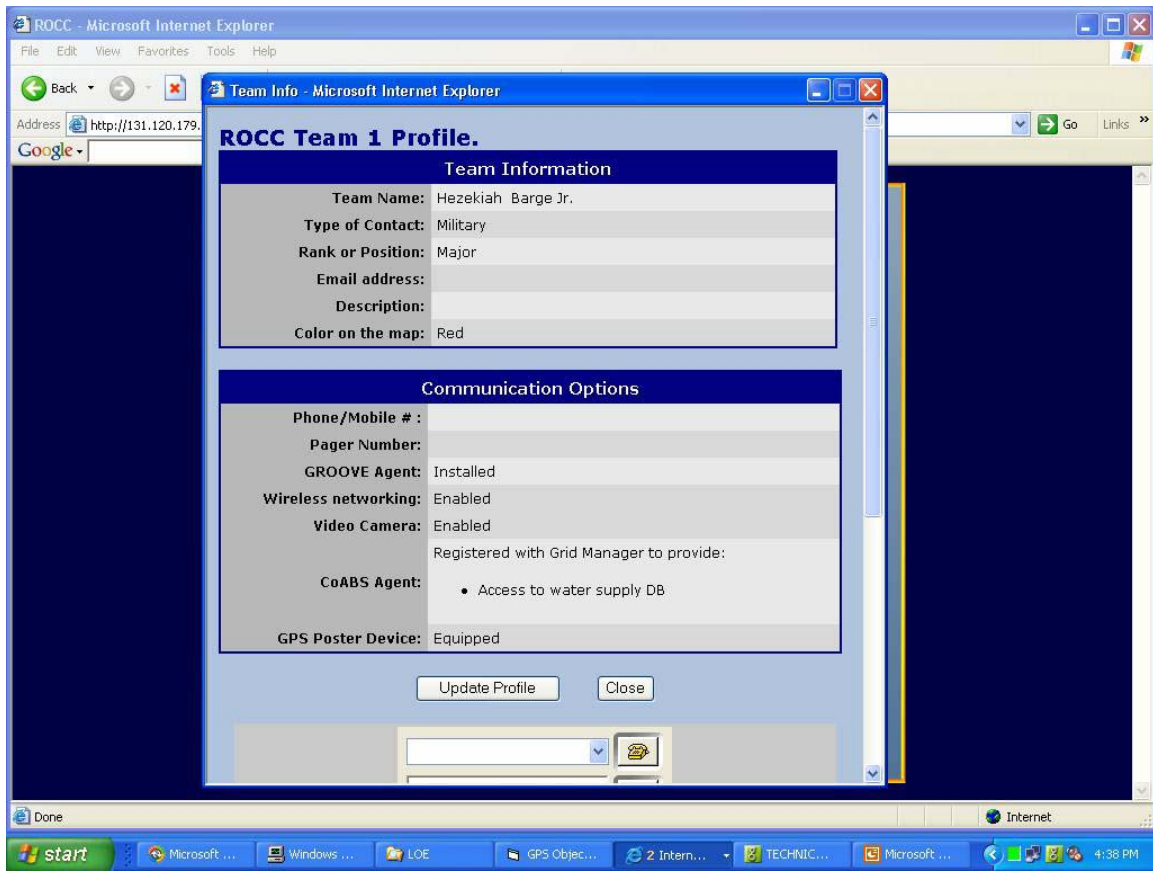 ROCC - Microsoft Internet Explorer
File Edit View Favorites Tools Help
Back
Team Info - Microsoft Internet Explorer
Address http://131.120.179.
Go Links »
Google
ROCC Team 1 Profile.
Team Information
Team Name: Hezekiah Barge Jr.
Type of Contact: Military
Rank or Position: Major
Email address:
Description:
Color on the map: Red
Communication Options
Phone/Mobile # :
Pager Number:
GROOVE Agent: Installed
Wireless networking: Enabled
Video Camera: Enabled
Registered with Grid Manager to provide:
CoABS Agent:
• Access to water supply DB
GPS Poster Device: Equipped
Update Profile Close
Done Internet
start Microsoft ... Windows ... LOE GPS Objec... 2 Intern... TECHNIC... Microsoft ... 4:38 PM